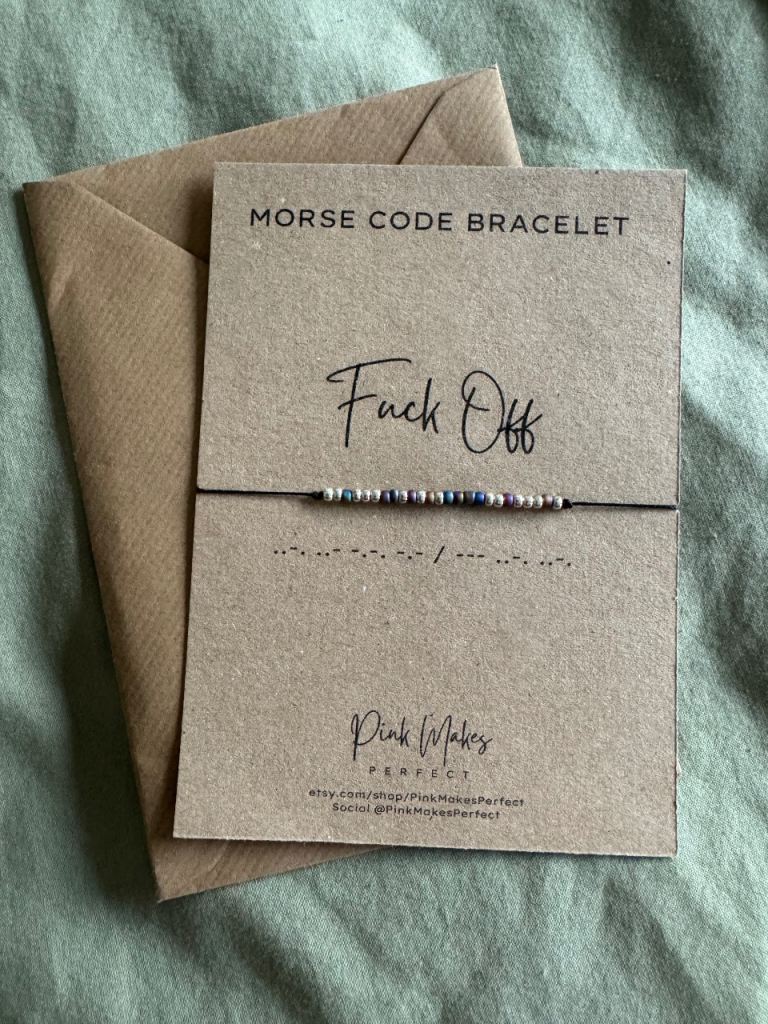 MORSE CODE BRACELET
Fuck Off
..-. ..- -.-. -.- / --- ..-. ..-.
Pink Makes
PERFECT
etsy.com/shop/PinkMakesPerfect
Social @PinkMakesPerfect